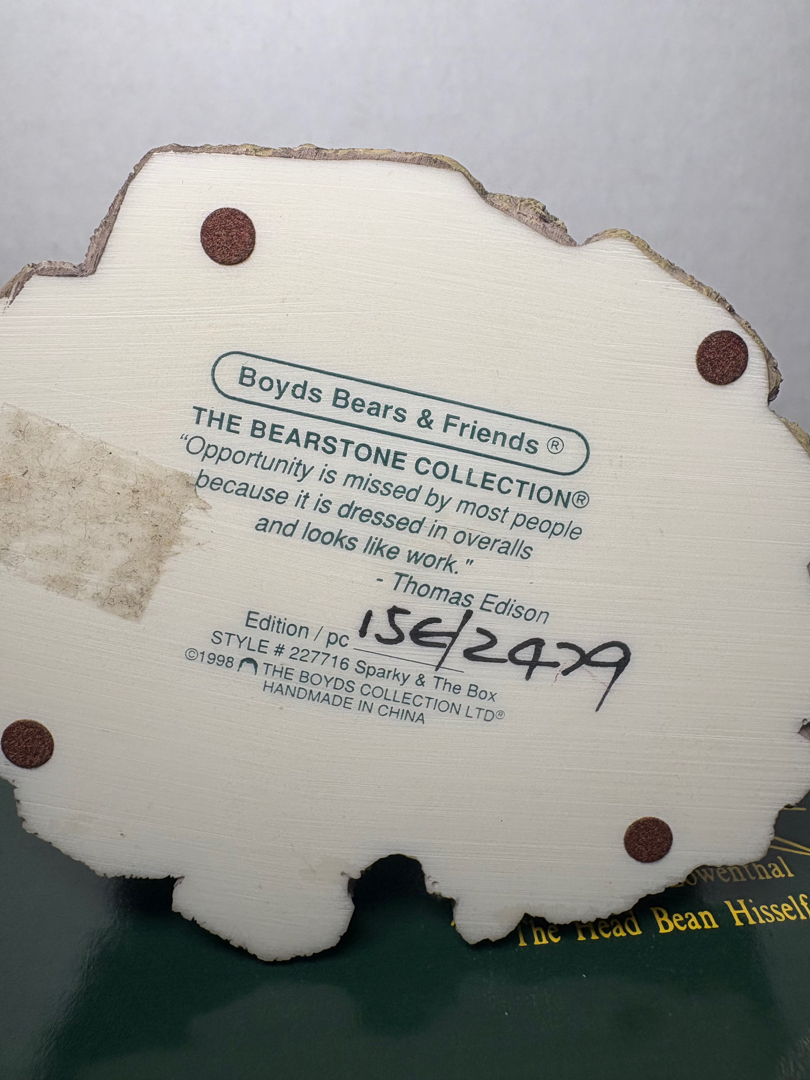 Boyds Bears & Friends ®
THE BEARSTONE COLLECTION®
“Opportunity is missed by most people
because it is dressed in overalls
and looks like work."
- Thomas Edison
Edition / pc 15E/2479
STYLE # 227716 Sparky & The Box
©1998 THE BOYDS COLLECTION LTD®
HANDMADE IN CHINA
The Head Bean Hisself